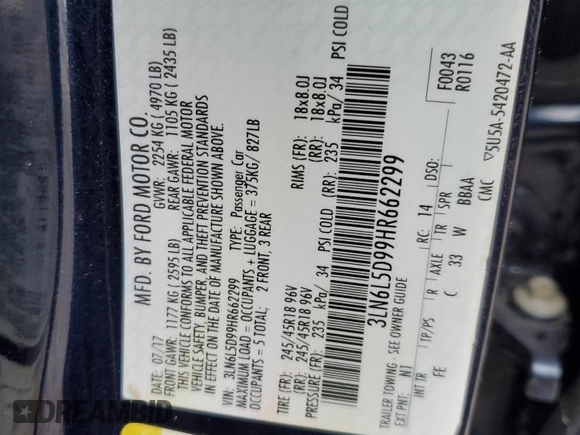 MFD. BY FORD MOTOR CO.
DATE: 07/17 GVWR: 2254 KG ( 4970 LB)
FRONT GAWR: 1177 KG ( 2595 LB) REAR GAWR: 1105 KG ( 2435 LB)
THIS VEHICLE CONFORMS TO ALL APPLICABLE FEDERAL MOTOR
VEHICLE SAFETY, BUMPER, AND THEFT PREVENTION STANDARDS
IN EFFECT ON THE DATE OF MANUFACTURE SHOWN ABOVE.
VIN: 3LN6L5D99HR662299 TYPE: Passenger Car
MAXIMUM LOAD = OCCUPANTS + LUGGAGE = 375KG/ 827LB
OCCUPANTS = 5 TOTAL; 2 FRONT, 3 REAR
TIRE (FR): 245/45R18 96V RIMS (FR): 18x8.0J
(RR): 245/45R18 96V (RR): 18x8.0J
PRESSURE (FR): 235 kPa/ 34 PSI COLD (RR): 235 kPa/ 34 PSI COLD
3LN6L5D99HR662299
TRAILER TOWING - SEE OWNER GUIDE
EXT PNT: N1 RC: 14 DSO: F0043
R0116
INT TR TP/PS R AXLE TR SPR
FE C 33 W BBAA
CMC ▽5U5A-5420472-AA
DREAMBID